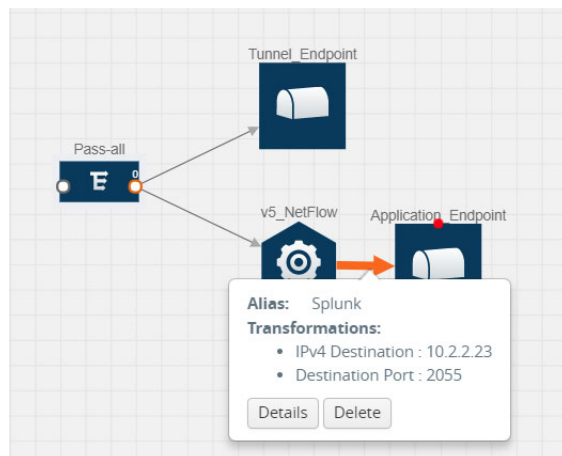 Tunnel_Endpoint
Pass-all
0
v5_NetFlow
Application_Endpoint
Alias: Splunk
Transformations:
• IPv4 Destination : 10.2.2.23
• Destination Port : 2055
Details Delete